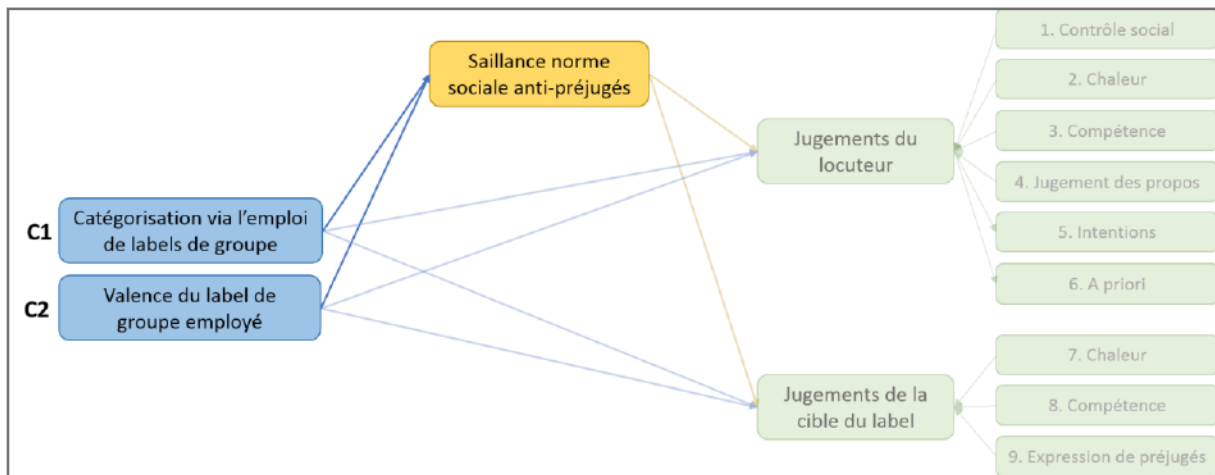 Saillance norme
sociale anti-préjugés
C1
Catégorisation via l'emploi
de labels de groupe
C2
Valence du label de
groupe employé
Jugements du
locuteur
1. Contrôle social
2. Chaleur
3. Compétence
4. Jugement des propos
5. Intentions
6. A priori
Jugements de la
cible du label
7. Chaleur
8. Compétence
9. Expression de préjugés